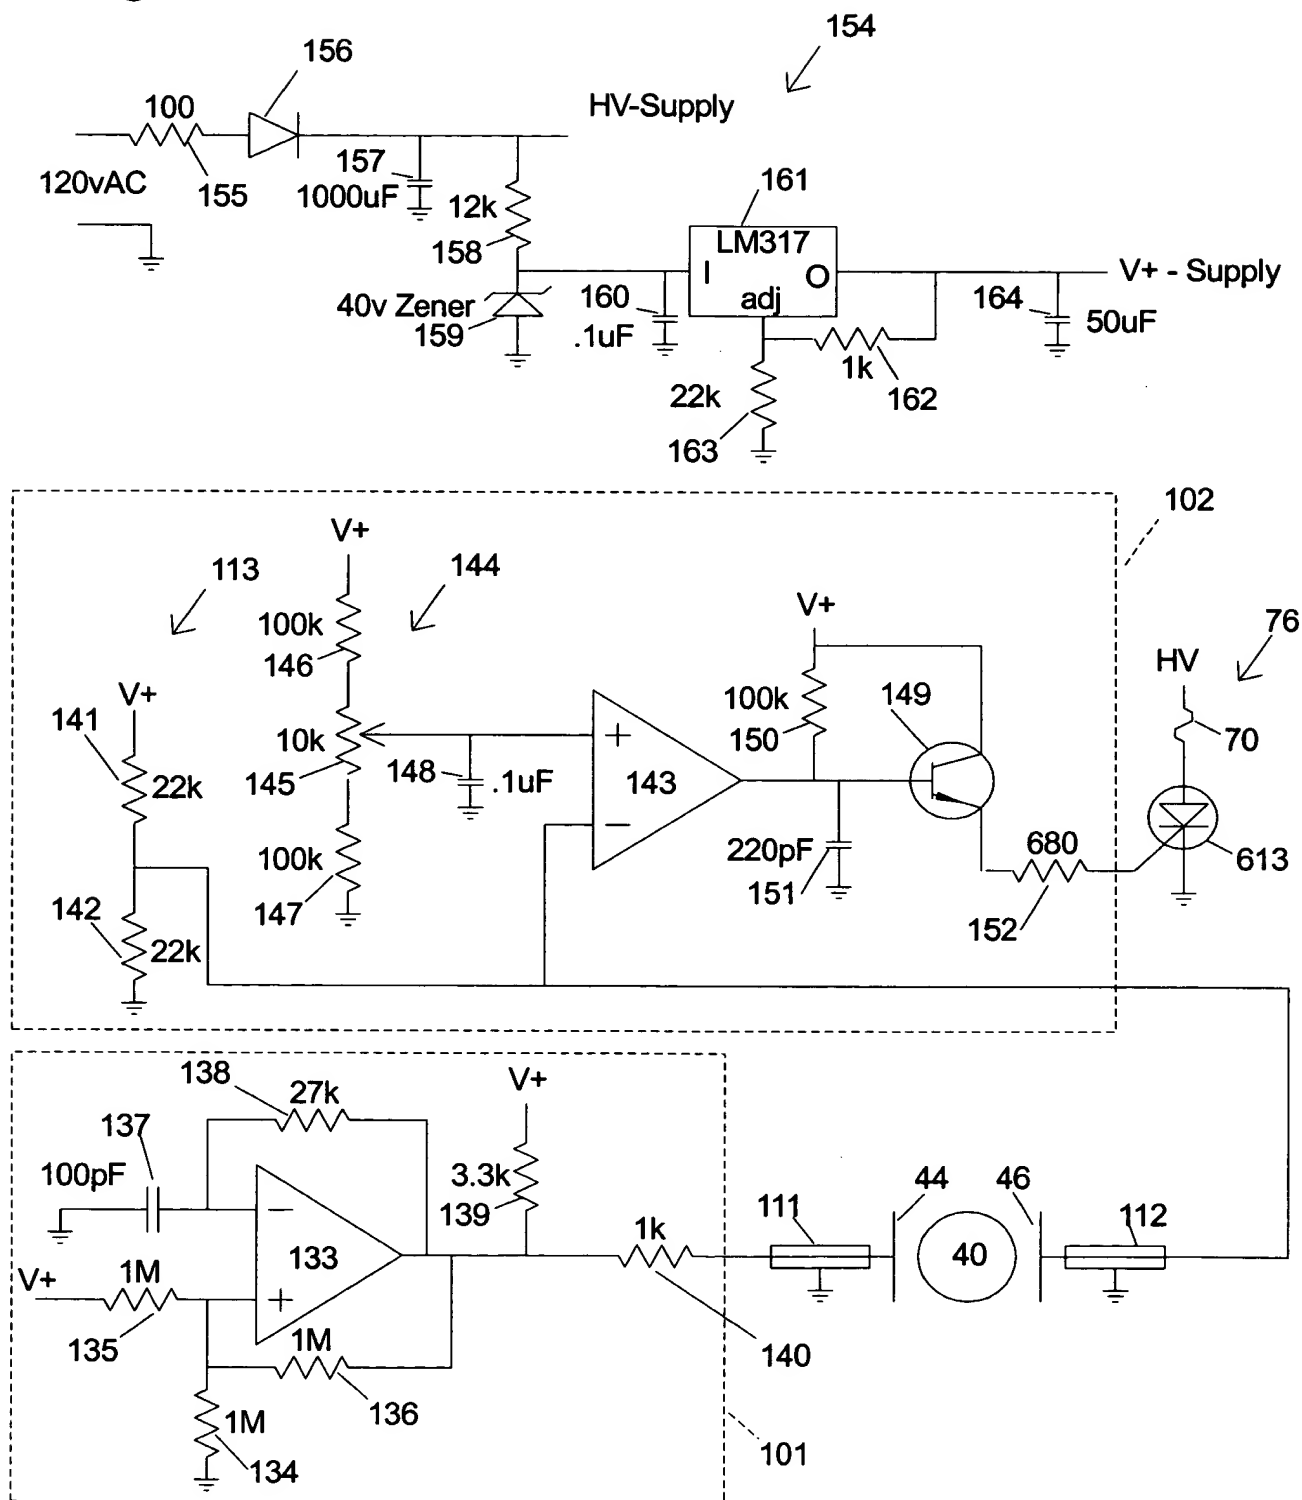 154
156
100
HV-Supply
157
1000uF
120vAC
155
12k
158
161
LM317
I
O
adj
V+ - Supply
40v Zener
159
160
.1uF
164
50uF
1k
162
22k
163
102
V+
113
144
100k
146
V+
76
HV
V+
141
22k
10k
145
148
.1uF
+
143
−
100k
150
149
70
142
22k
100k
147
220pF
151
680
152
613
138
27k
V+
137
100pF
3.3k
139
−
133
+
V+
1M
135
1M
136
1M
134
1k
140
111
44
46
40
112
101